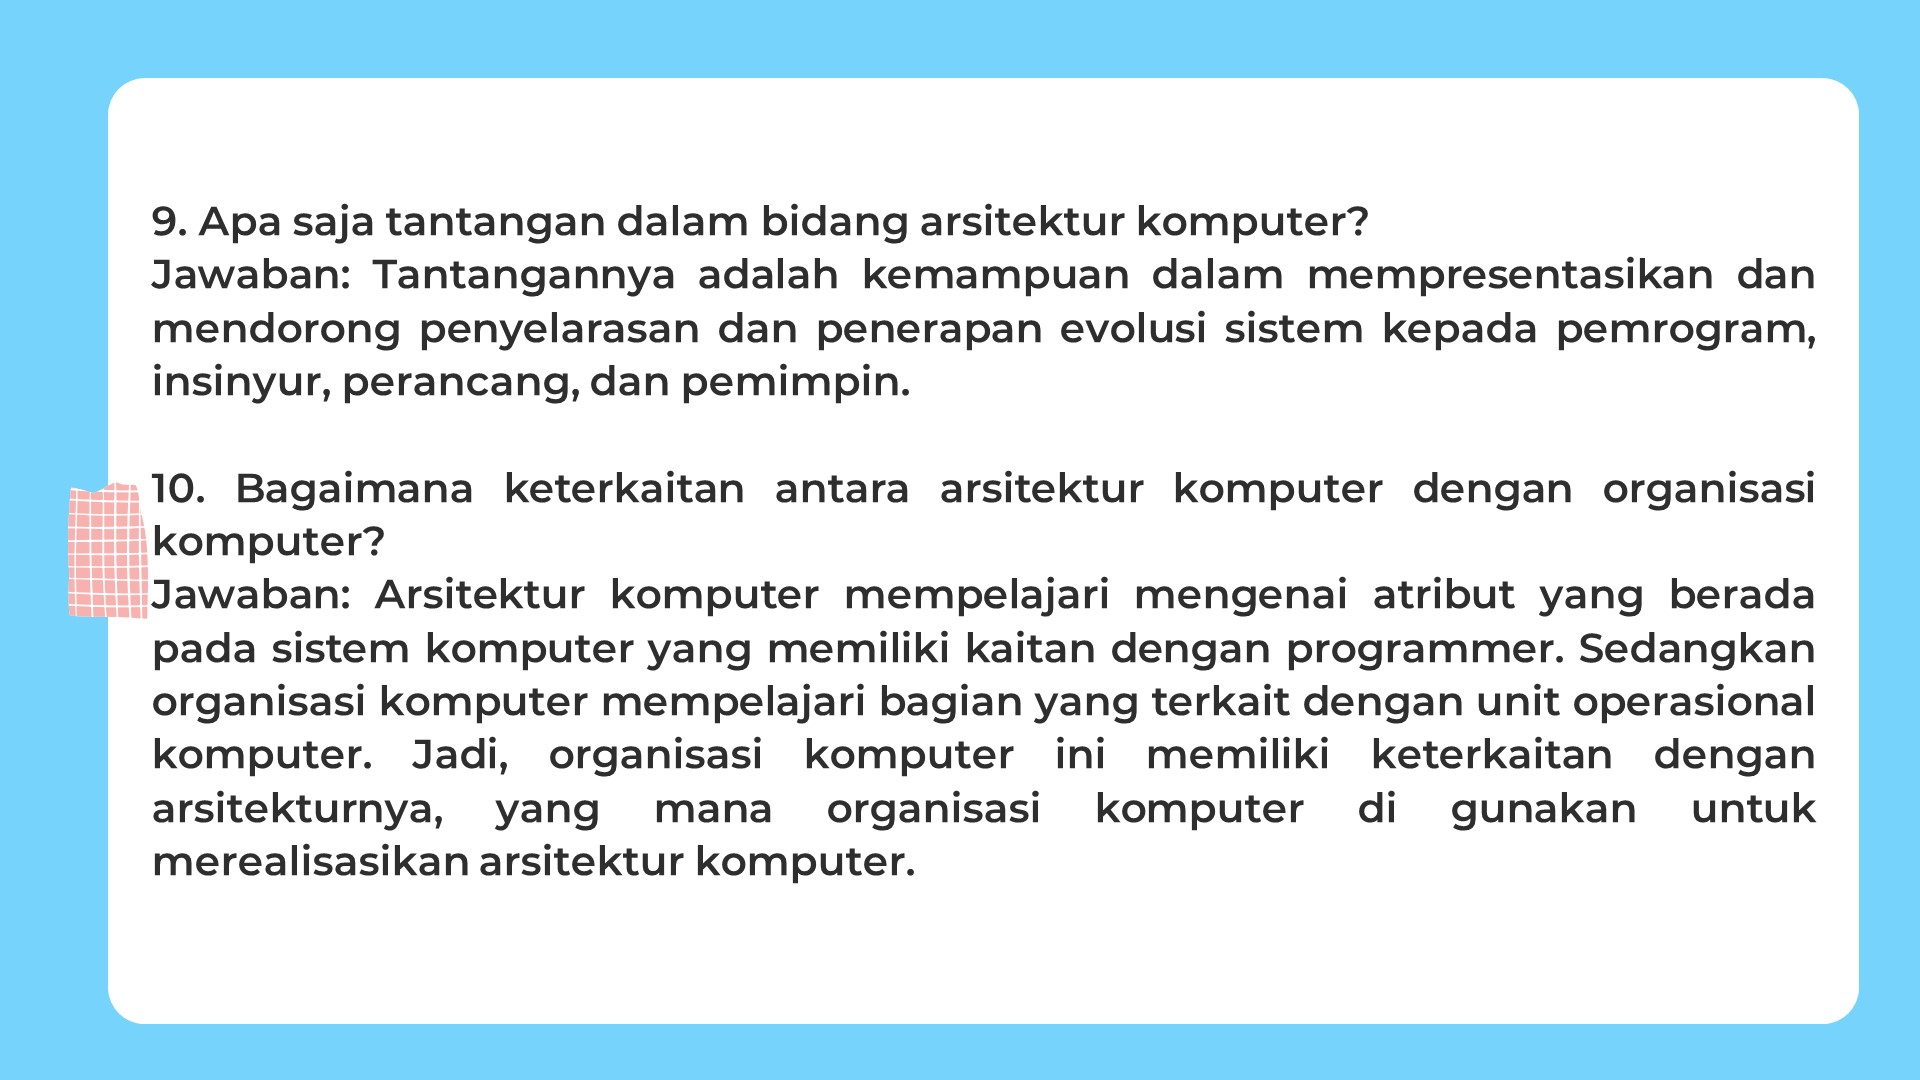 9. Apa saja tantangan dalam bidang arsitektur komputer?
Jawaban: Tantangannya adalah kemampuan dalam mempresentasikan dan
mendorong penyelarasan dan penerapan evolusi sistem kepada pemrogram,
insinyur, perancang, dan pemimpin.
10. Bagaimana keterkaitan antara arsitektur komputer dengan organisasi
komputer?
Jawaban: Arsitektur komputer mempelajari mengenai atribut yang berada
pada sistem komputer yang memiliki kaitan dengan programmer. Sedangkan
organisasi komputer mempelajari bagian yang terkait dengan unit operasional
komputer. Jadi, organisasi komputer ini memiliki keterkaitan dengan
arsitekturnya, yang mana organisasi komputer di gunakan untuk
merealisasikan arsitektur komputer.